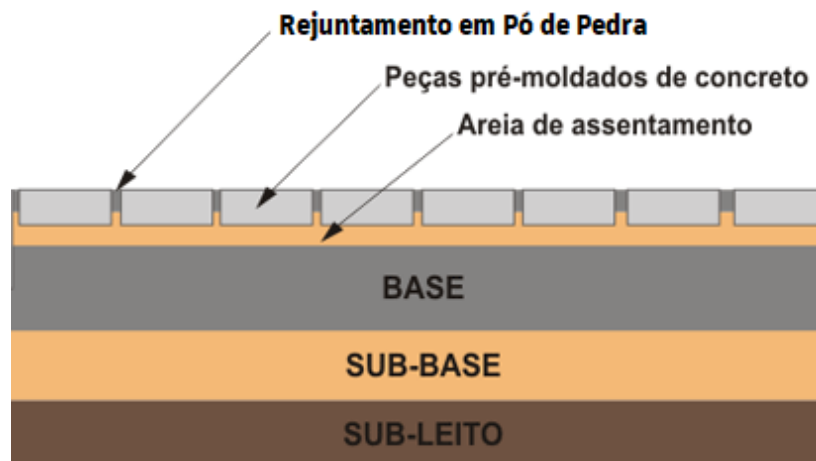 Rejuntamento em Pó de Pedra
Peças pré-moldados de concreto
Areia de assentamento
BASE
SUB-BASE
SUB-LEITO